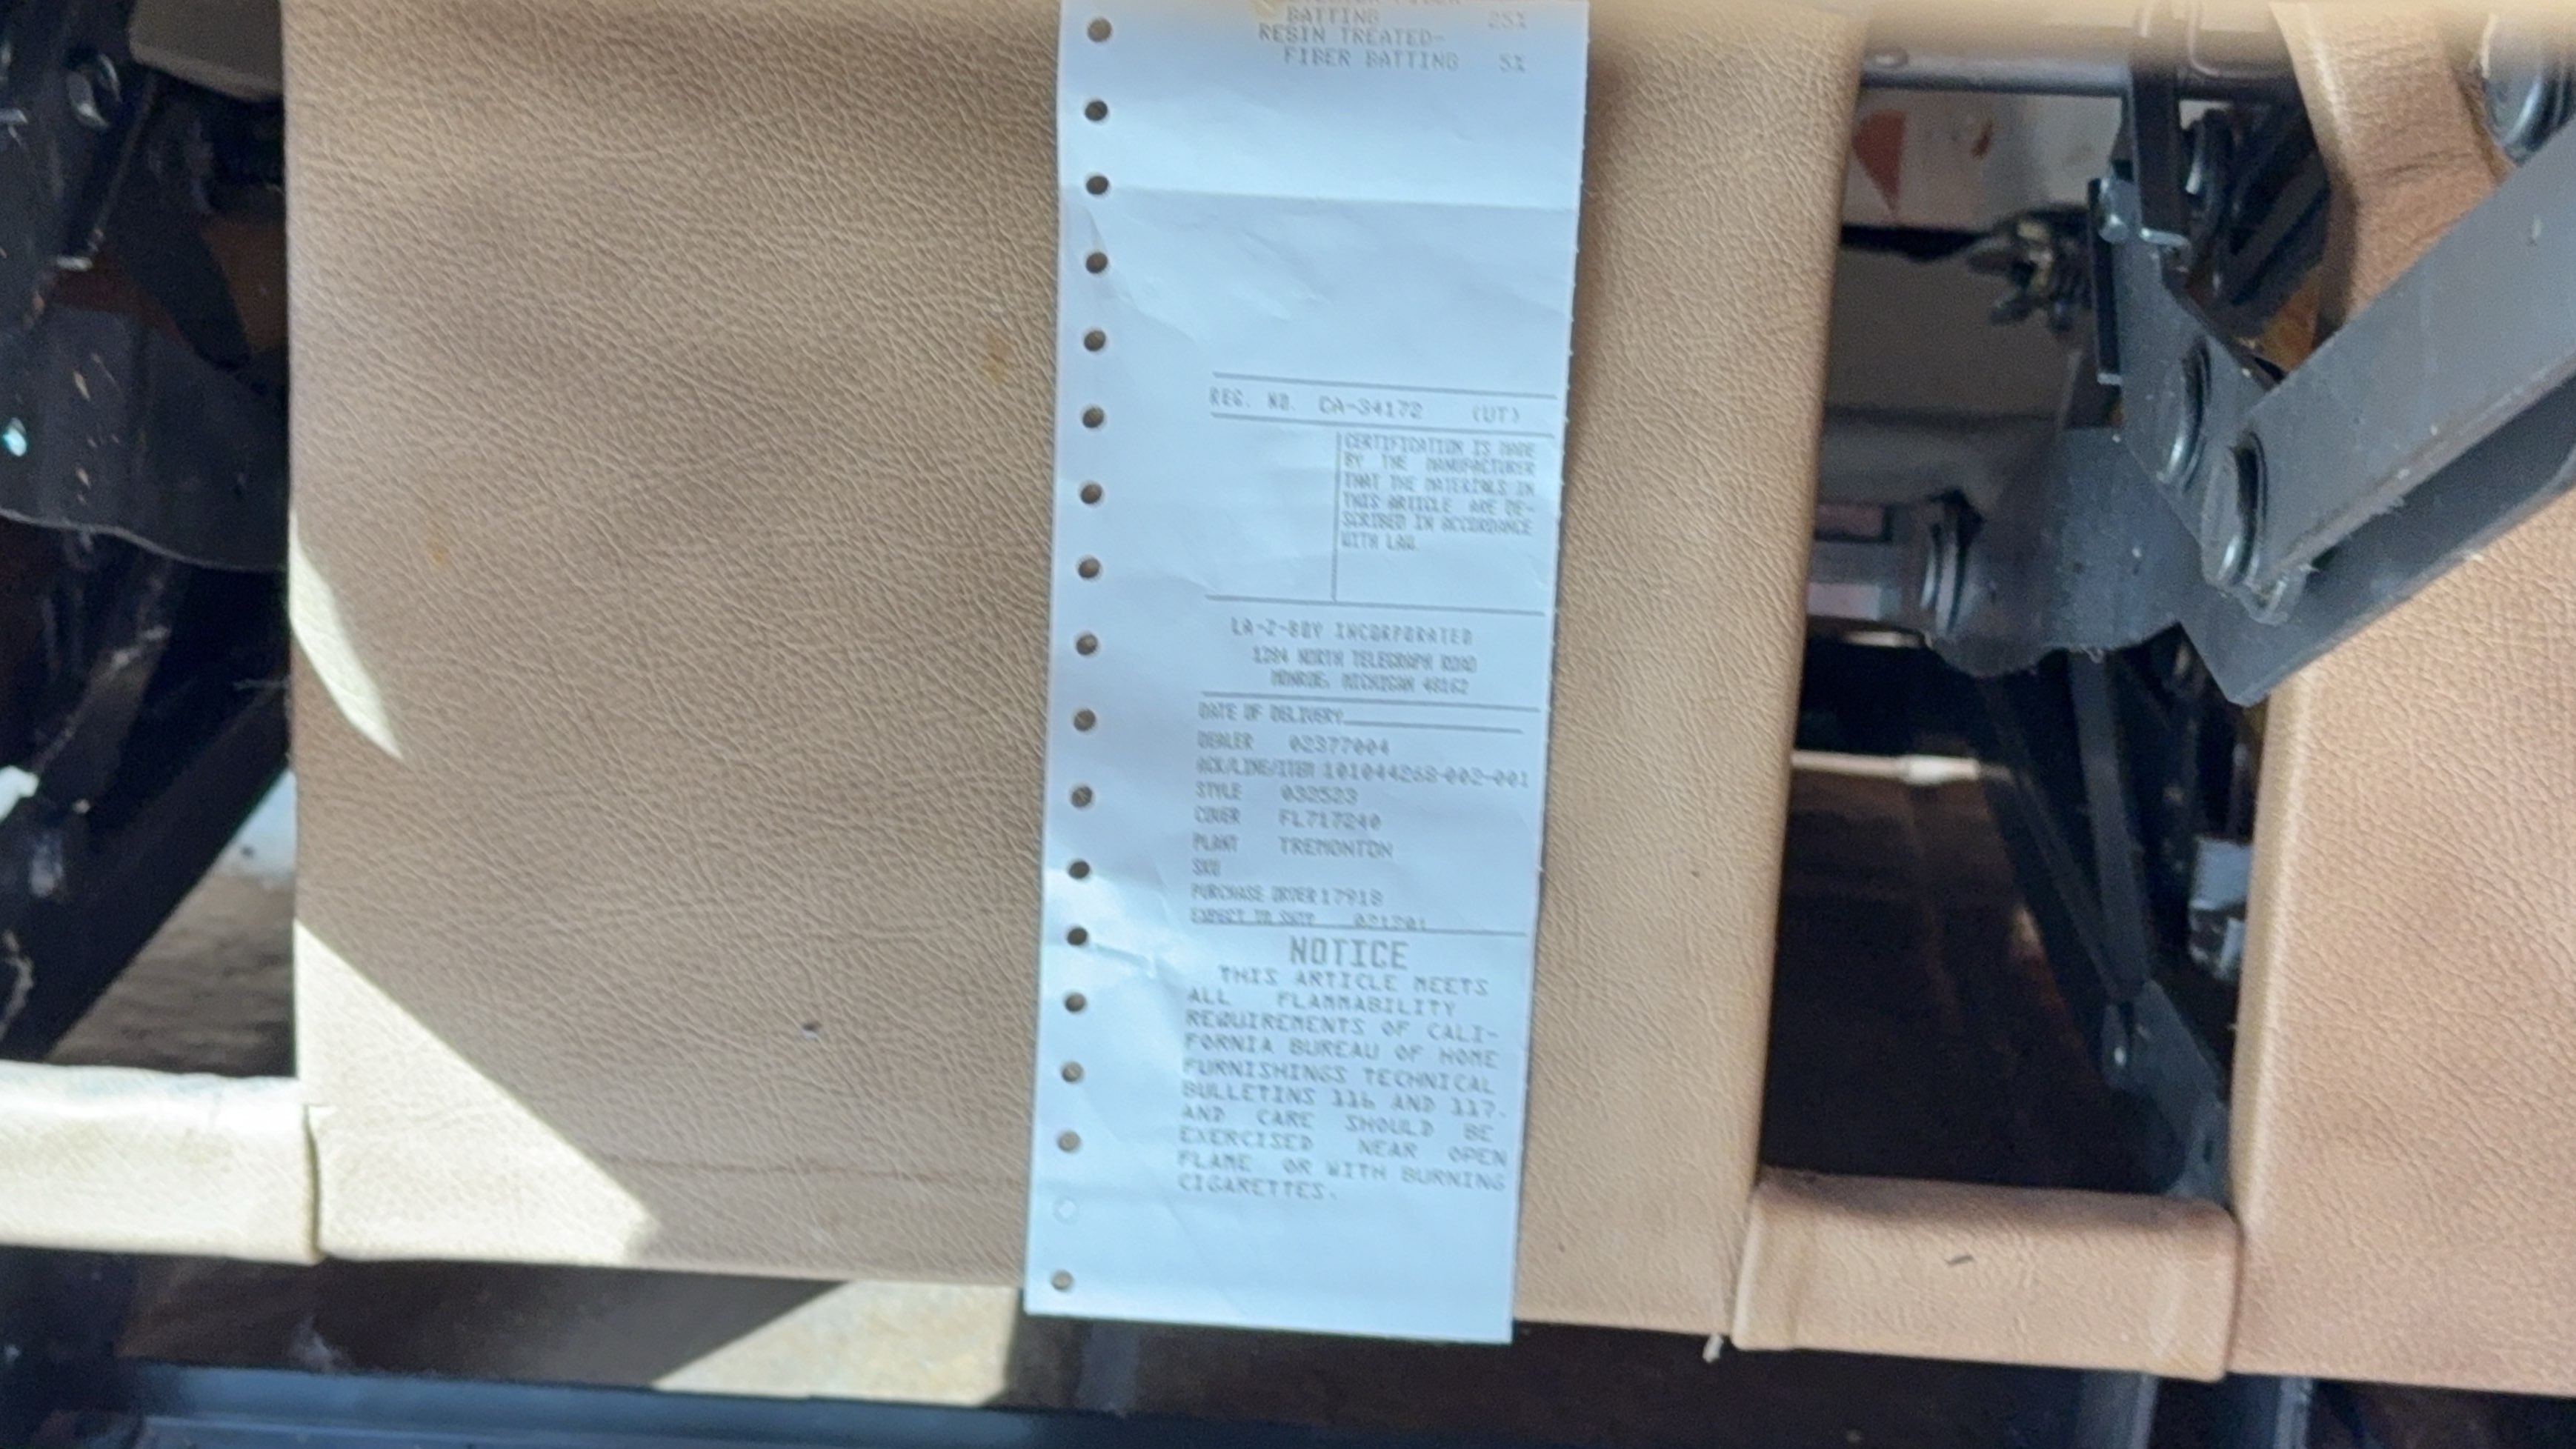 BATTING 25%
RESIN TREATED-
FIBER BATTING 5%
REG. NO. CA-34172 (UT)
CERTIFICATION IS MADE
BY THE MANUFACTURER
THAT THE MATERIALS IN
THIS ARTICLE ARE DE-
SCRIBED IN ACCORDANCE
WITH LAW.
LA-Z-BOY INCORPORATED
1284 NORTH TELEGRAPH ROAD
MONROE, MICHIGAN 48162
DATE OF DELIVERY
DEALER 02377004
ACK/LINE/ITEM 101044268-002-001
STYLE 032523
COVER FL717240
PLANT TREMONTON
SKU
PURCHASE ORDER 17918
EXPECT TO SHIP 021201
NOTICE
THIS ARTICLE MEETS
ALL FLAMMABILITY
REQUIREMENTS OF CALI-
FORNIA BUREAU OF HOME
FURNISHINGS TECHNICAL
BULLETINS 116 AND 117.
AND CARE SHOULD BE
EXERCISED NEAR OPEN
FLAME OR WITH BURNING
CIGARETTES.